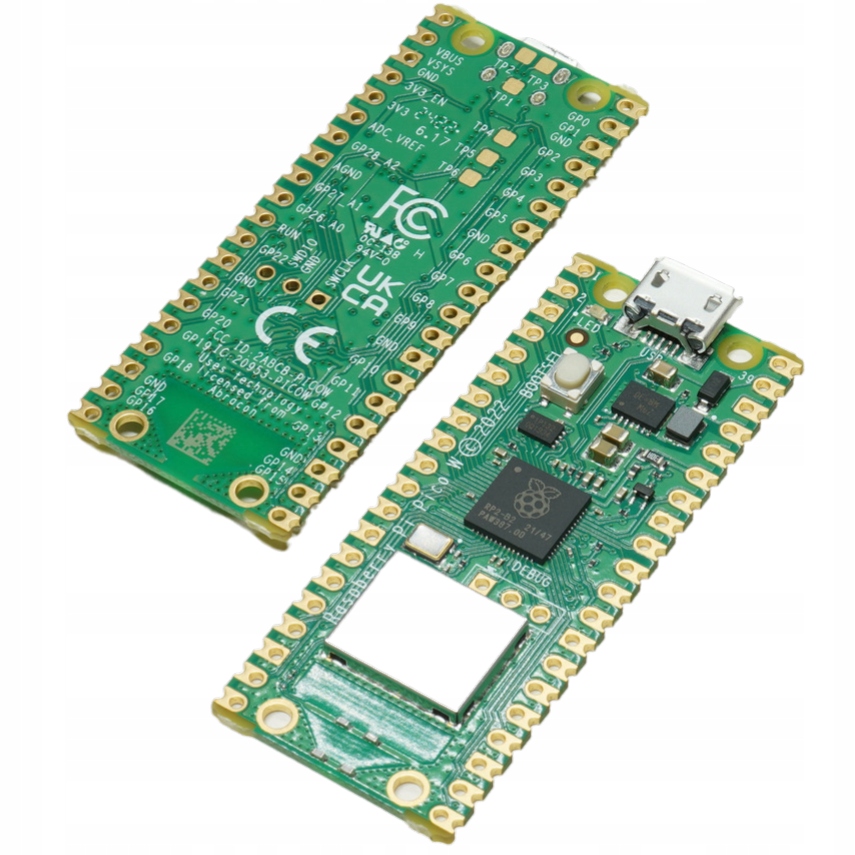 TP2
TP3
TP1
VBUS
VSYS
GND
3V3_EN
3V3
6.17
ADC_VREF
TP4
TP5
TP6
GP28_A2
AGND
GP26_A0
RUN
GP22
GND
GP21
GP20
GP18
GND
GP17
GP16
GP0
GP1
GND
GP2
GP3
GP4
GP5
GND
GP6
GP7
GP8
GP9
GND
GP10
GP11
GP12
GP13
GND
GP14
GP15
FC
94V-0
SWDIO
GND
SWCLK
UK
CA
CE
FCC ID: 2ABCB-PICOW
IC: 20953-PICOW
Uses technology
licensed from
Abracon
1
2
LED
USB
39
BOOTSEL
Raspberry Pi Pico W © 2022
RP2-B2 21/47
DEBUG